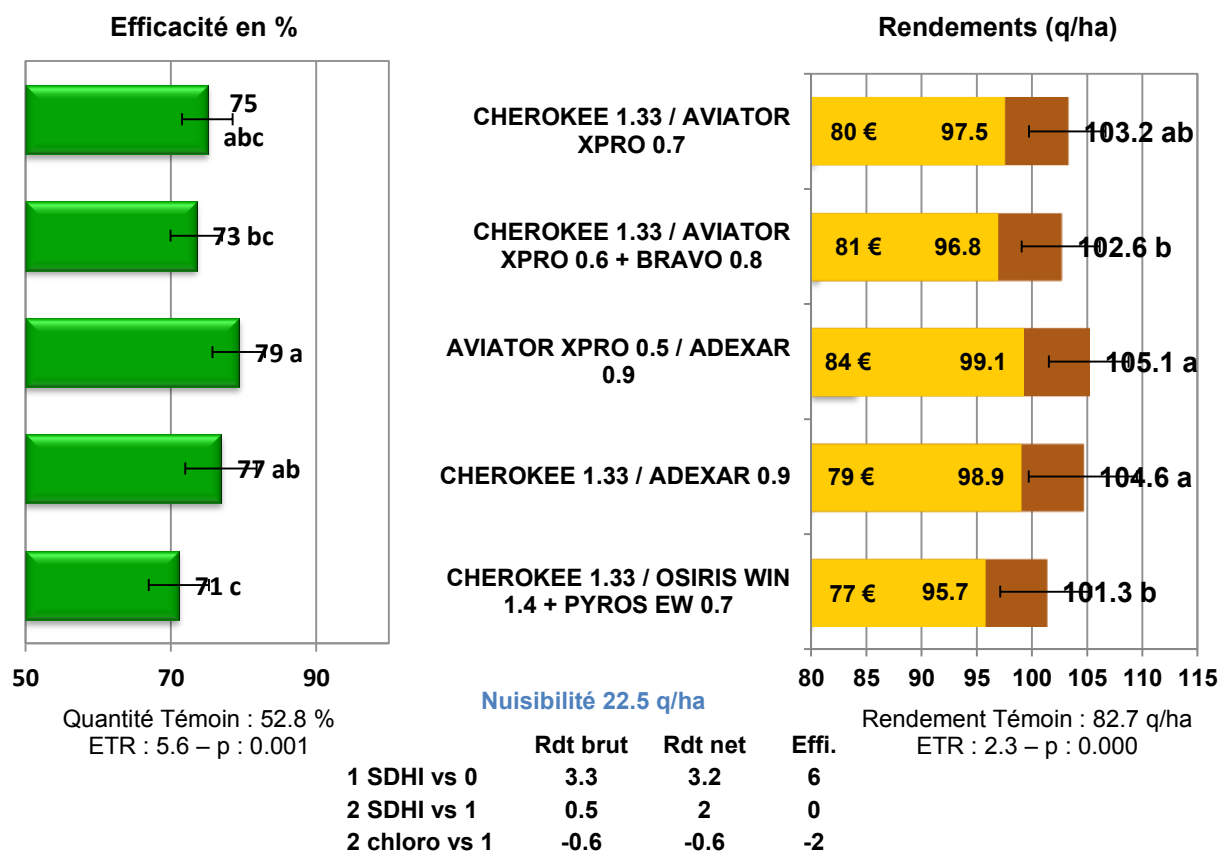 Efficacité en %
Rendements (q/ha)
75
abc
CHEROKEE 1.33 / AVIATOR
XPRO 0.7
80 €
97.5
103.2 ab
73 bc
CHEROKEE 1.33 / AVIATOR
XPRO 0.6 + BRAVO 0.8
81 €
96.8
102.6 b
79 a
AVIATOR XPRO 0.5 / ADEXAR
0.9
84 €
99.1
105.1 a
77 ab
CHEROKEE 1.33 / ADEXAR 0.9
79 €
98.9
104.6 a
71 c
CHEROKEE 1.33 / OSIRIS WIN
1.4 + PYROS EW 0.7
77 €
95.7
101.3 b
50 70 90
80 85 90 95 100 105 110 115
Quantité Témoin : 52.8 %
ETR : 5.6 – p : 0.001
Nuisibilité 22.5 q/ha
Rendement Témoin : 82.7 q/ha
ETR : 2.3 – p : 0.000
Rdt brut Rdt net Effi.
1 SDHI vs 0 3.3 3.2 6
2 SDHI vs 1 0.5 2 0
2 chloro vs 1 -0.6 -0.6 -2